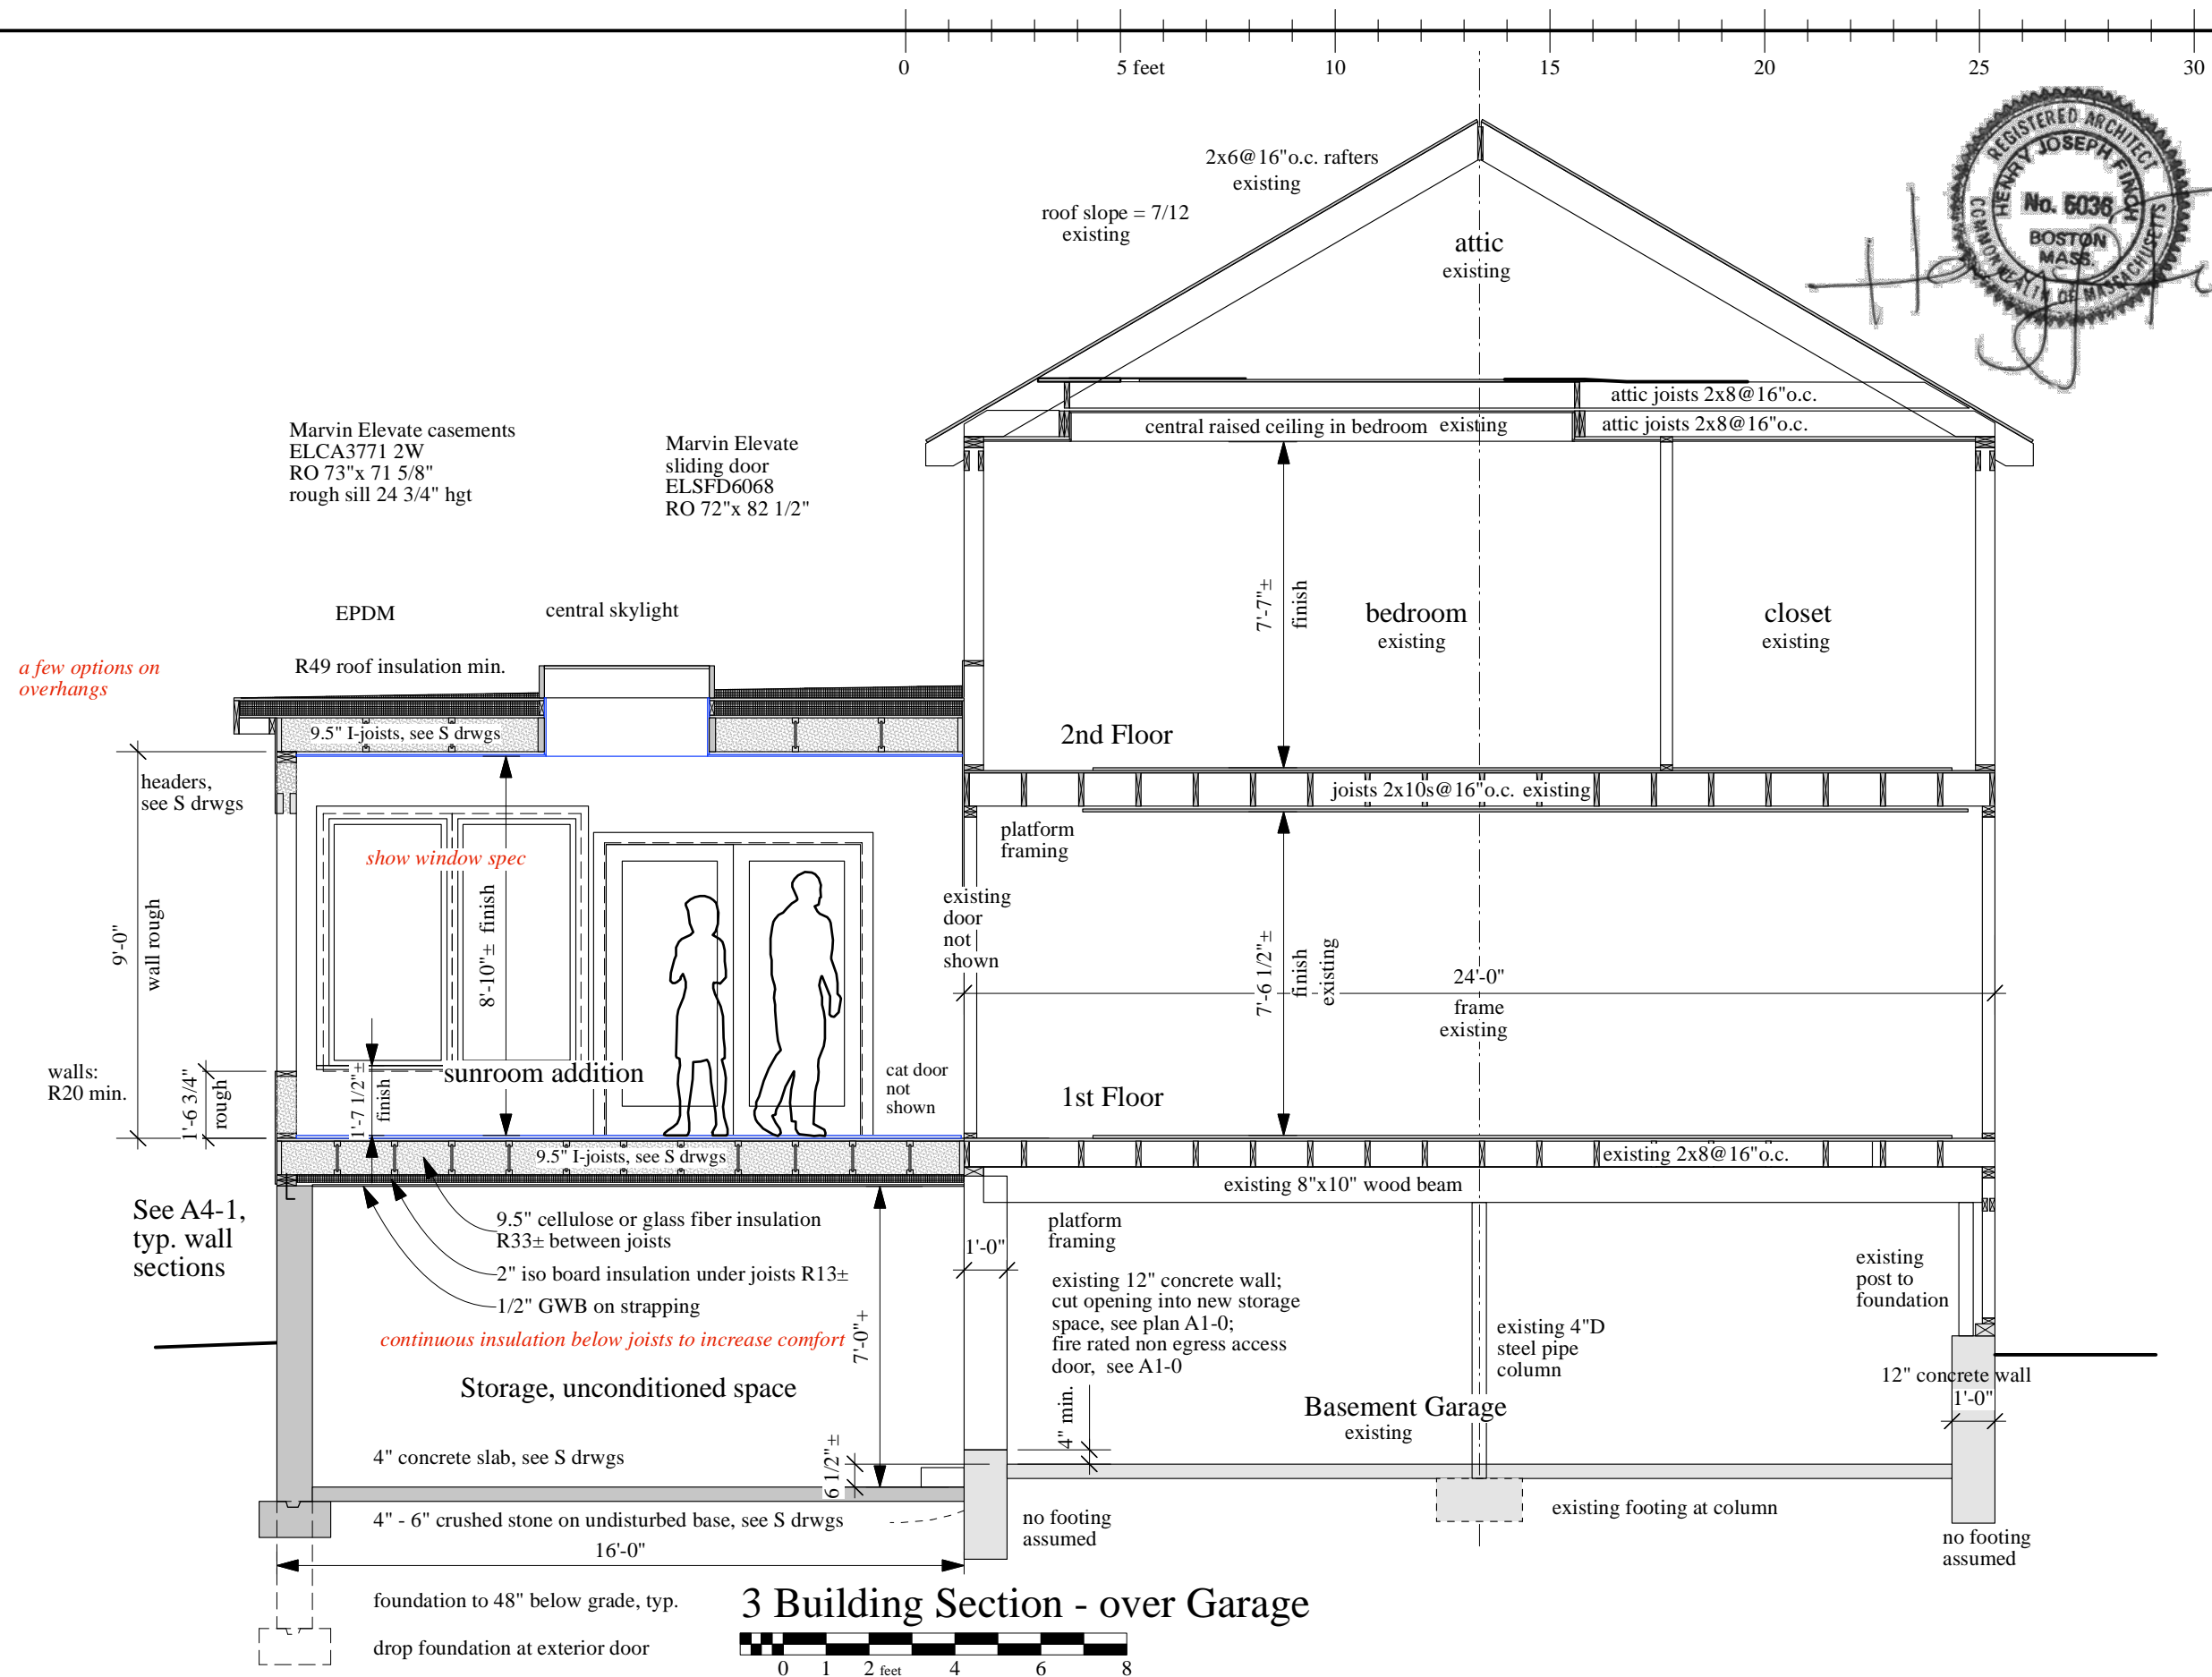 0 5 feet 10 15 20 25 30
REGISTERED ARCHITECT
HENRY JOSEPH FINCH
No. 5036
BOSTON
MASS.
COMMONWEALTH OF MASSACHUSETTS
2x6@16"o.c. rafters
existing
roof slope = 7/12
existing
attic
existing
attic joists 2x8@16"o.c.
central raised ceiling in bedroom existing
attic joists 2x8@16"o.c.
Marvin Elevate casements
ELCA3771 2W
RO 73"x 71 5/8"
rough sill 24 3/4" hgt
Marvin Elevate
sliding door
ELSFD6068
RO 72"x 82 1/2"
EPDM
central skylight
7'-7"±
finish
bedroom
existing
closet
existing
a few options on
overhangs
R49 roof insulation min.
9.5" I-joists, see S drwgs
2nd Floor
headers,
see S drwgs
joists 2x10s@16"o.c. existing
platform
framing
show window spec
9'-0"
wall rough
8'-10"± finish
existing
door
not
shown
7'-6 1/2"±
finish
existing
24'-0"
frame
existing
walls:
R20 min.
1'-6 3/4"
rough
1'-7 1/2"±
finish
sunroom addition
cat door
not
shown
1st Floor
9.5" I-joists, see S drwgs
existing 2x8@16"o.c.
existing 8"x10" wood beam
See A4-1,
typ. wall
sections
9.5" cellulose or glass fiber insulation
R33± between joists
2" iso board insulation under joists R13±
1/2" GWB on strapping
continuous insulation below joists to increase comfort
7'-0"+
1'-0"
platform
framing
existing 12" concrete wall;
cut opening into new storage
space, see plan A1-0;
fire rated non egress access
door, see A1-0
existing 4"D
steel pipe
column
existing
post to
foundation
12" concrete wall
1'-0"
Storage, unconditioned space
4" min.
Basement Garage
existing
4" concrete slab, see S drwgs
6 1/2"±
4" - 6" crushed stone on undisturbed base, see S drwgs
no footing
assumed
existing footing at column
no footing
assumed
16'-0"
foundation to 48" below grade, typ.
drop foundation at exterior door
3 Building Section - over Garage
0 1 2 feet 4 6 8